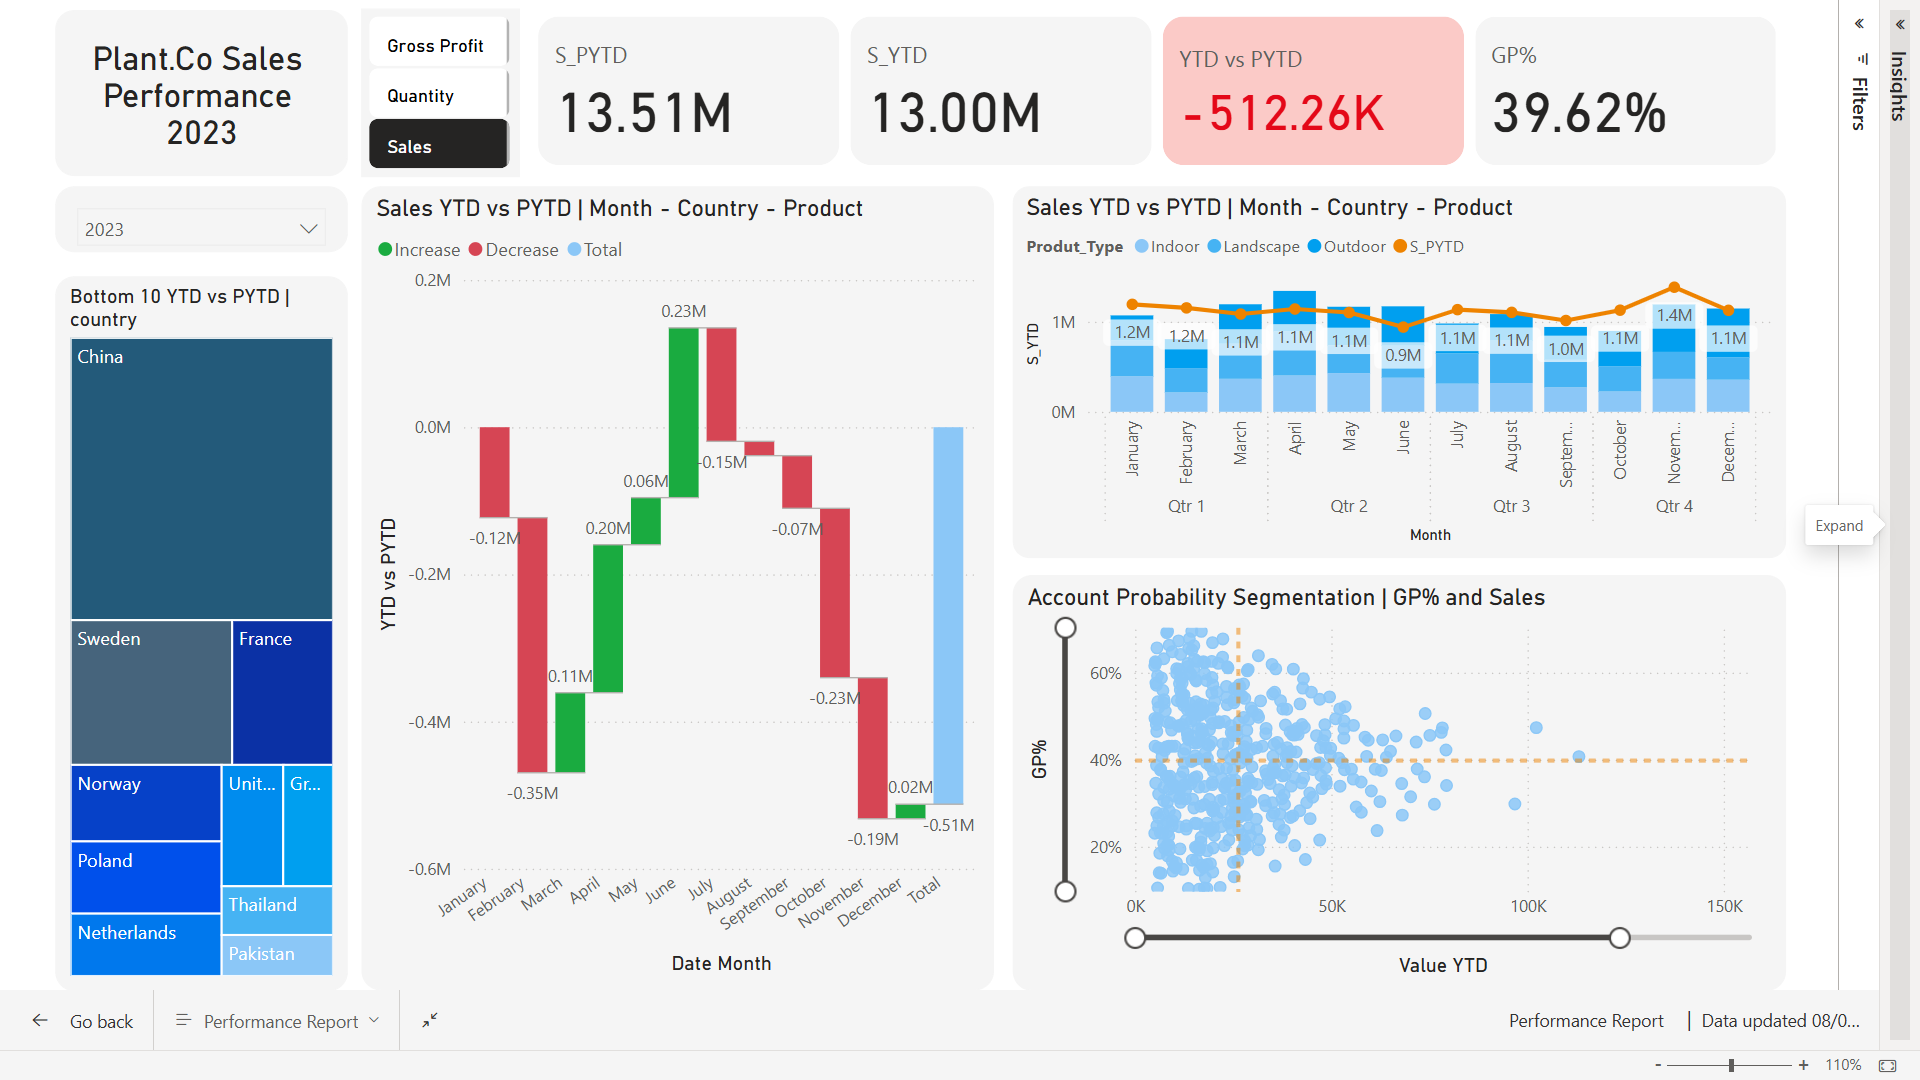 Plant.Co Sales
Performance
2023
Gross Profit
Quantity
Sales
S_PYTD
13.51M
S_YTD
13.00M
YTD vs PYTD
-512.26K
GP%
39.62%
«
Filters
«
Insights
2023
Bottom 10 YTD vs PYTD |
country
China
Sweden
France
Norway
Unit...
Gr...
Poland
Thailand
Netherlands
Pakistan
Sales YTD vs PYTD | Month - Country - Product
Increase Decrease Total
YTD vs PYTD
0.2M
0.0M
-0.2M
-0.4M
-0.6M
-0.12M
-0.35M
0.11M
0.20M
0.06M
0.23M
-0.15M
-0.07M
-0.23M
-0.19M
0.02M
-0.51M
January
February
March
April
May
June
July
August
September
October
November
December
Total
Date Month
Sales YTD vs PYTD | Month - Country - Product
Produt_Type Indoor Landscape Outdoor S_PYTD
S_YTD
1M
0M
1.2M
1.2M
1.1M
1.1M
1.1M
0.9M
1.1M
1.1M
1.0M
1.1M
1.4M
1.1M
January
February
March
April
May
June
July
August
Septem...
October
Novem...
Decem...
Qtr 1
Qtr 2
Qtr 3
Qtr 4
Month
Expand
Account Probability Segmentation | GP% and Sales
GP%
60%
40%
20%
0K
50K
100K
150K
Value YTD
Go back
Performance Report
Performance Report | Data updated 08/0...
- + 110%